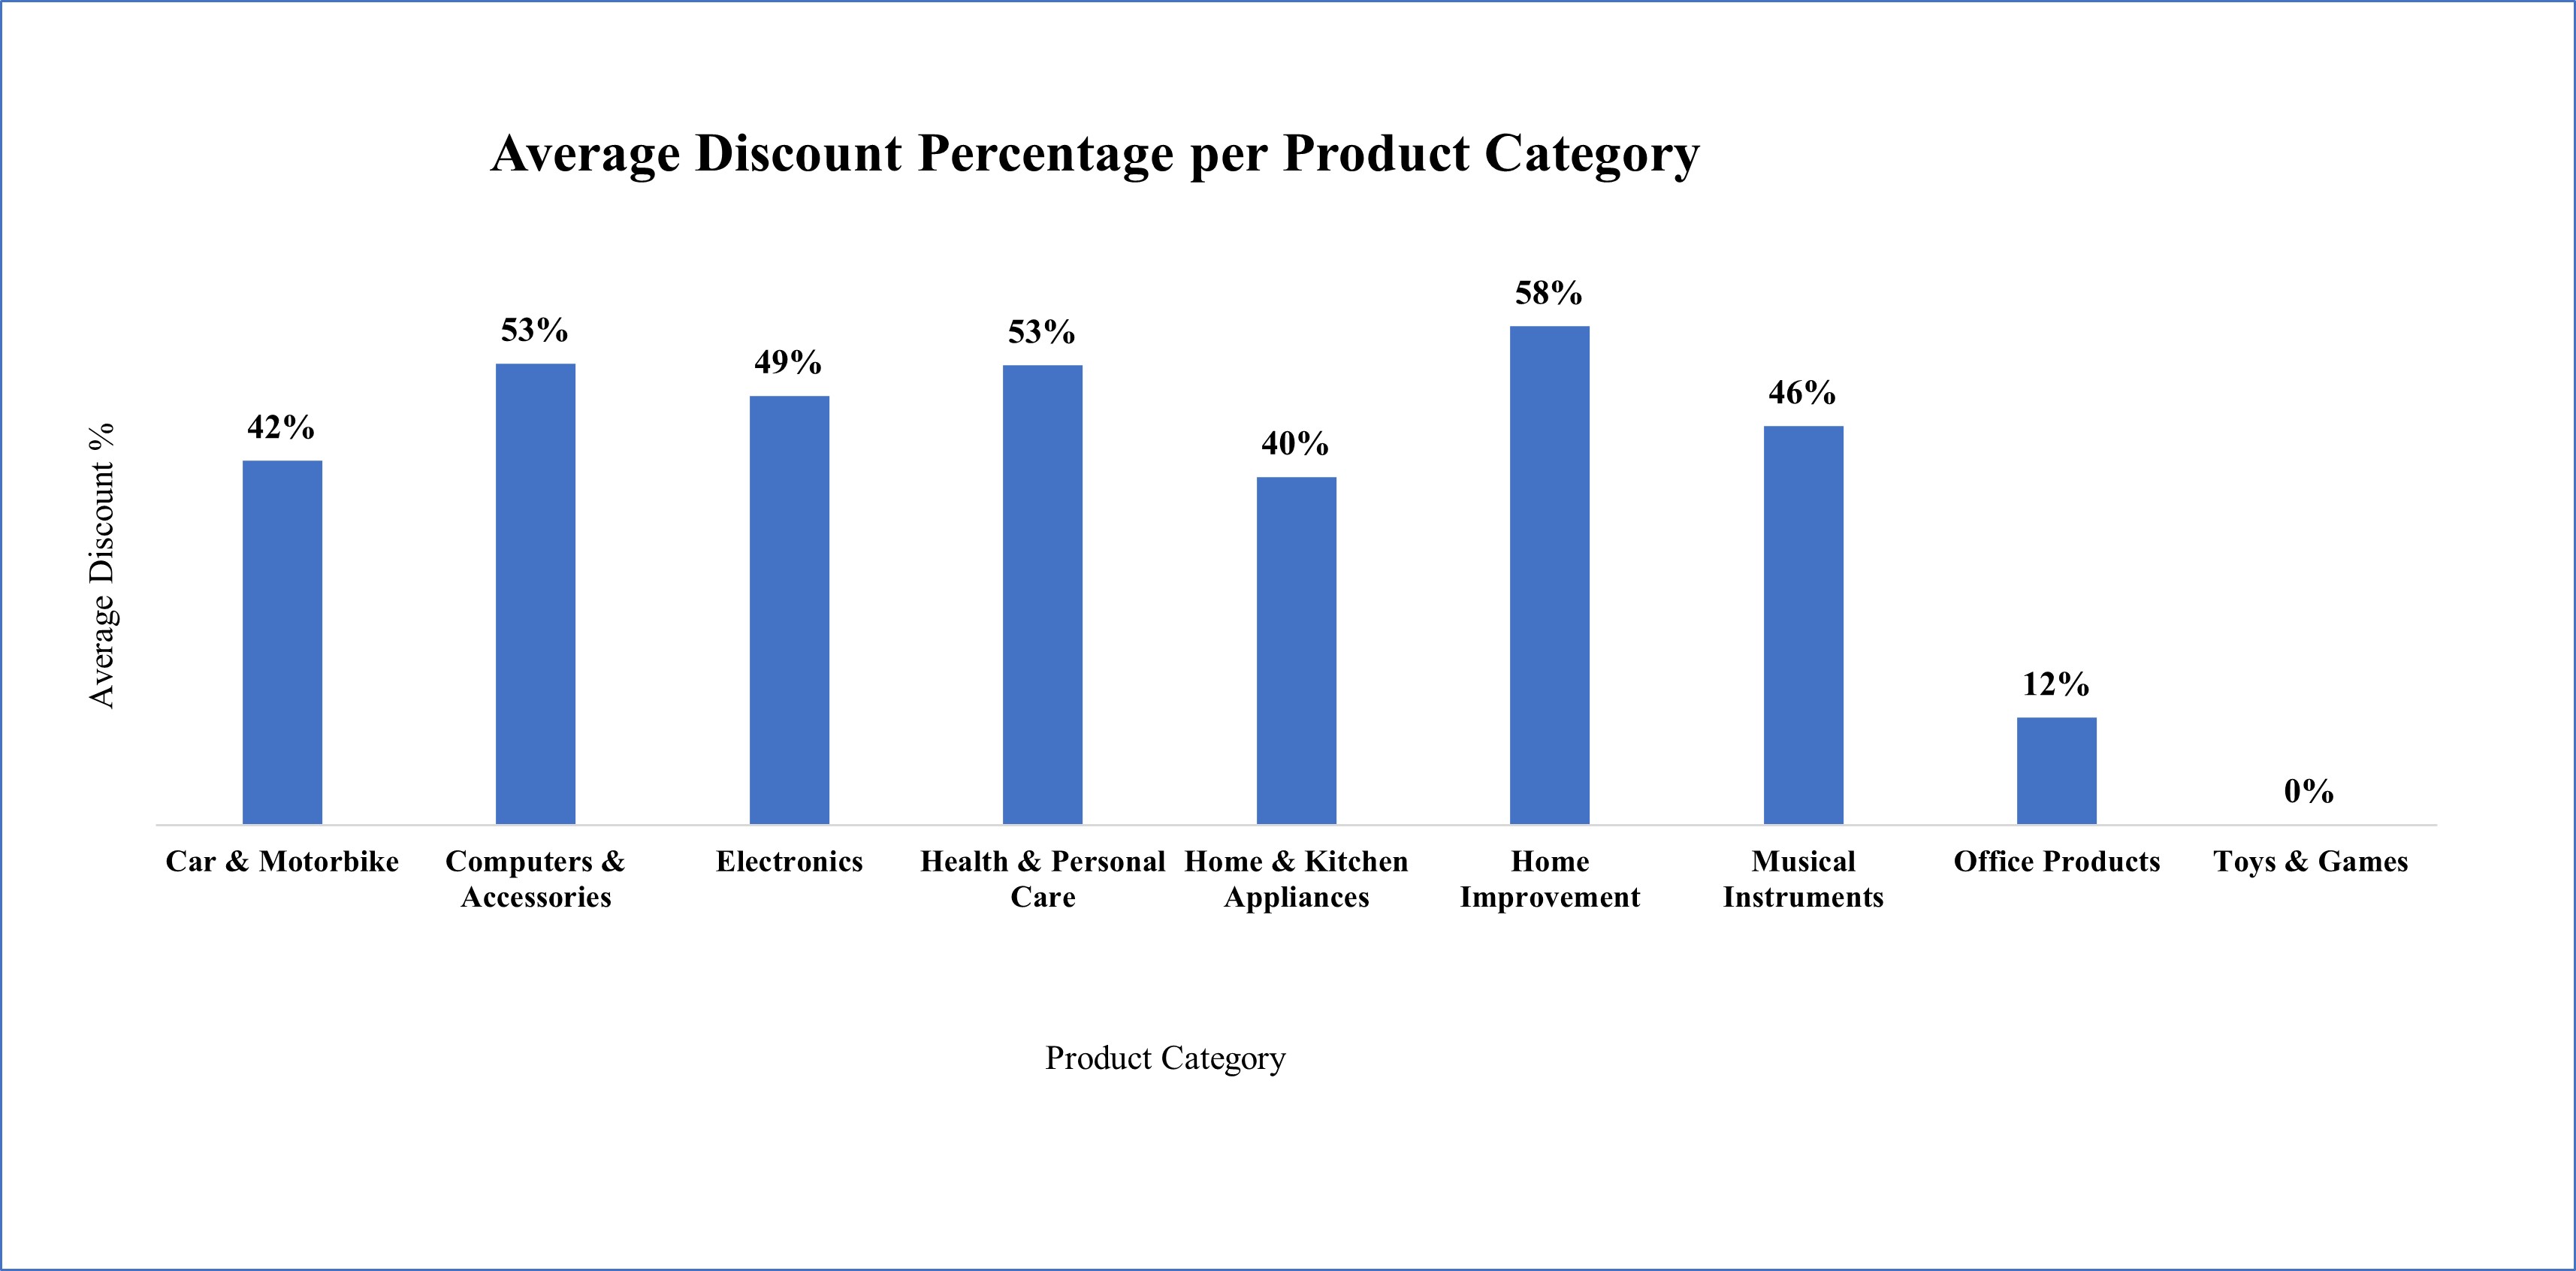 Average Discount Percentage per Product Category
Average Discount %
42%
53%
49%
53%
40%
58%
46%
12%
0%
Car & Motorbike
Computers &
Accessories
Electronics
Health & Personal
Care
Home & Kitchen
Appliances
Home
Improvement
Musical
Instruments
Office Products
Toys & Games
Product Category